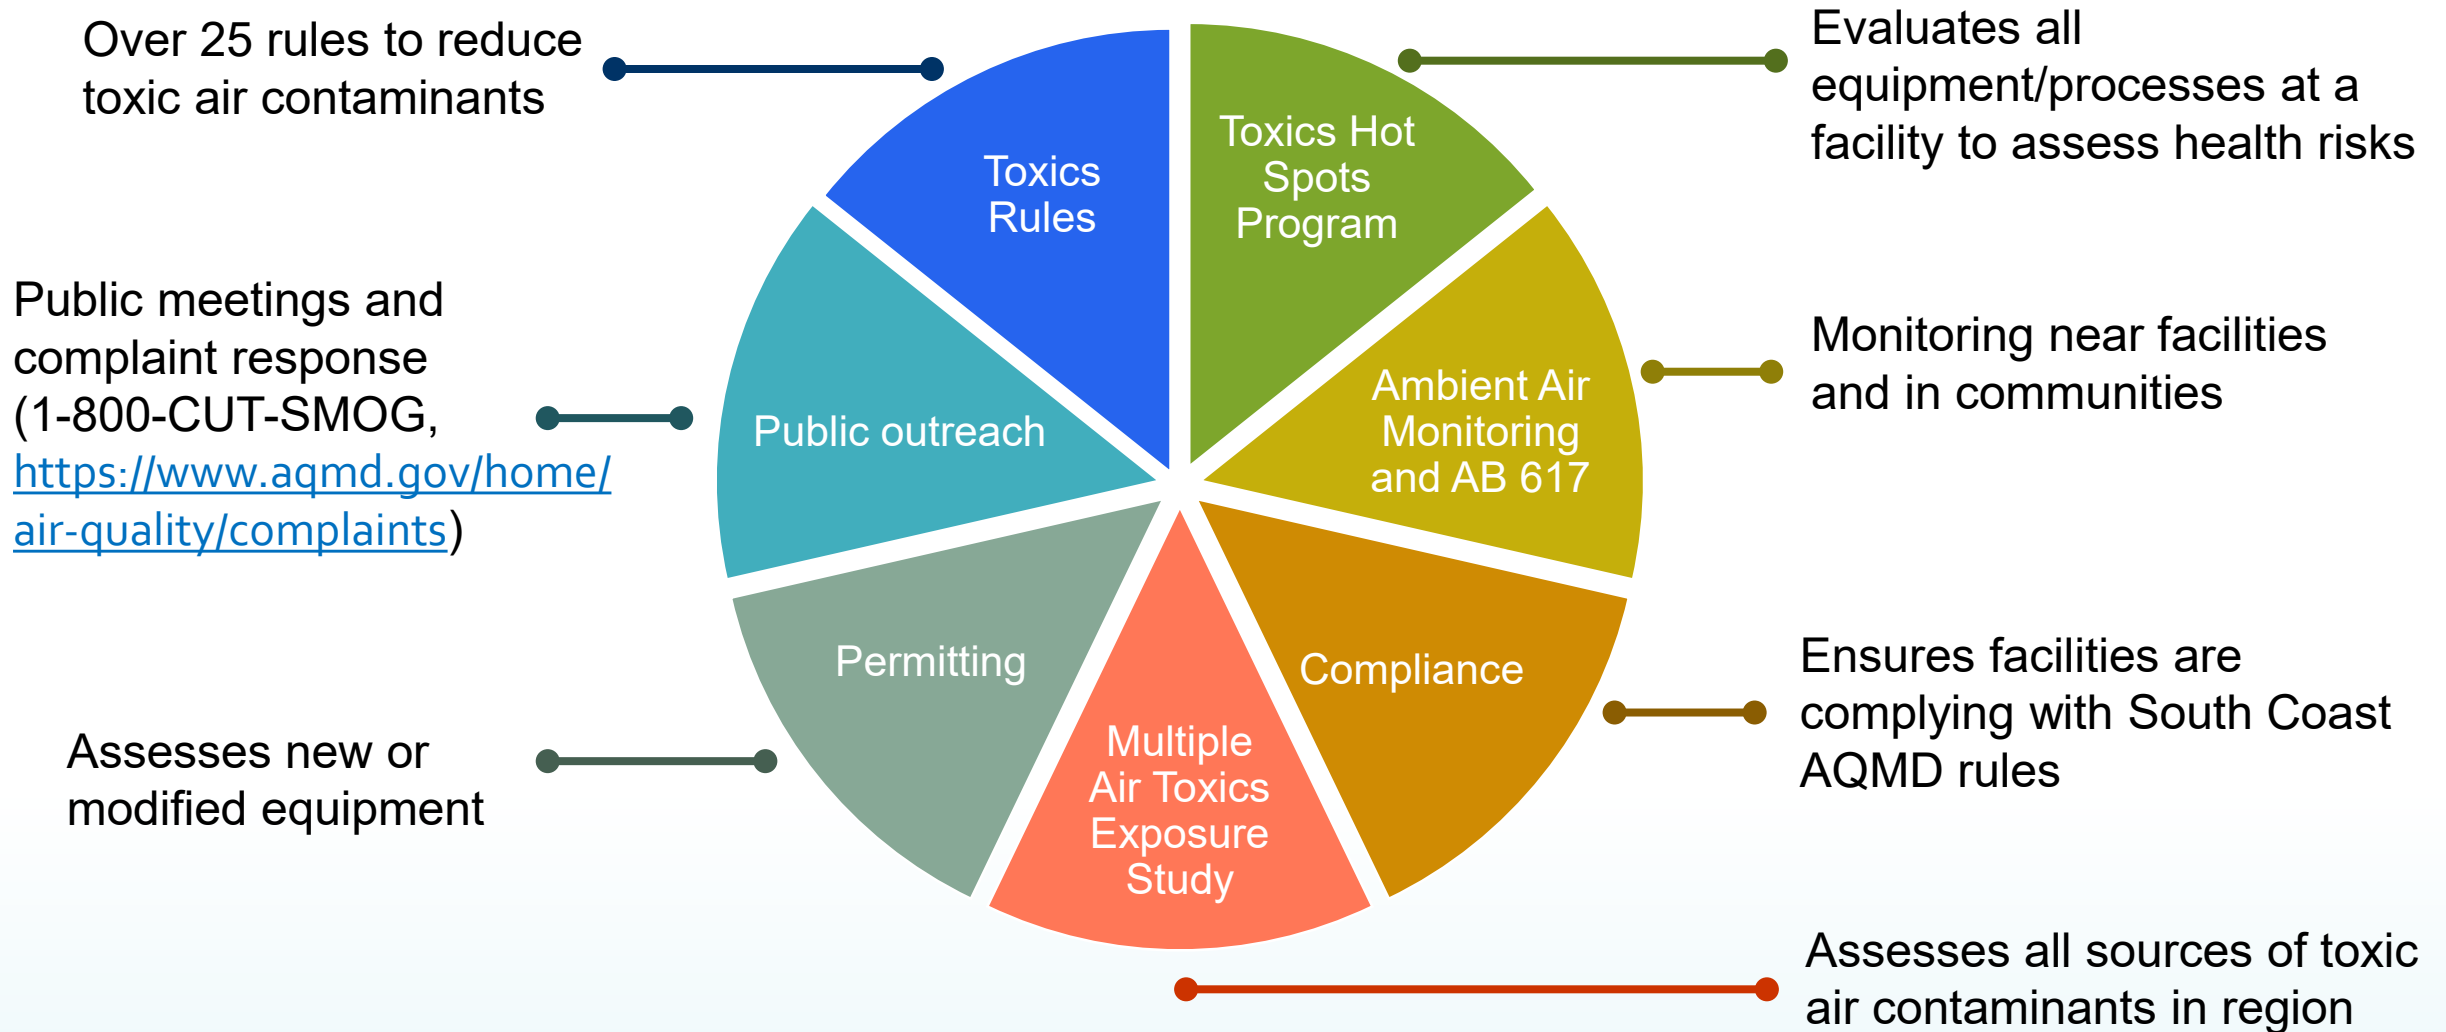 Over 25 rules to reduce
toxic air contaminants
Evaluates all
equipment/processes at a
facility to assess health risks
Toxics
Rules
Toxics Hot
Spots
Program
Public meetings and
complaint response
(1-800-CUT-SMOG,
https://www.aqmd.gov/home/
air-quality/complaints)
Public outreach
Ambient Air
Monitoring
and AB 617
Monitoring near facilities
and in communities
Permitting
Compliance
Ensures facilities are
complying with South Coast
AQMD rules
Assesses new or
modified equipment
Multiple
Air Toxics
Exposure
Study
Assesses all sources of toxic
air contaminants in region